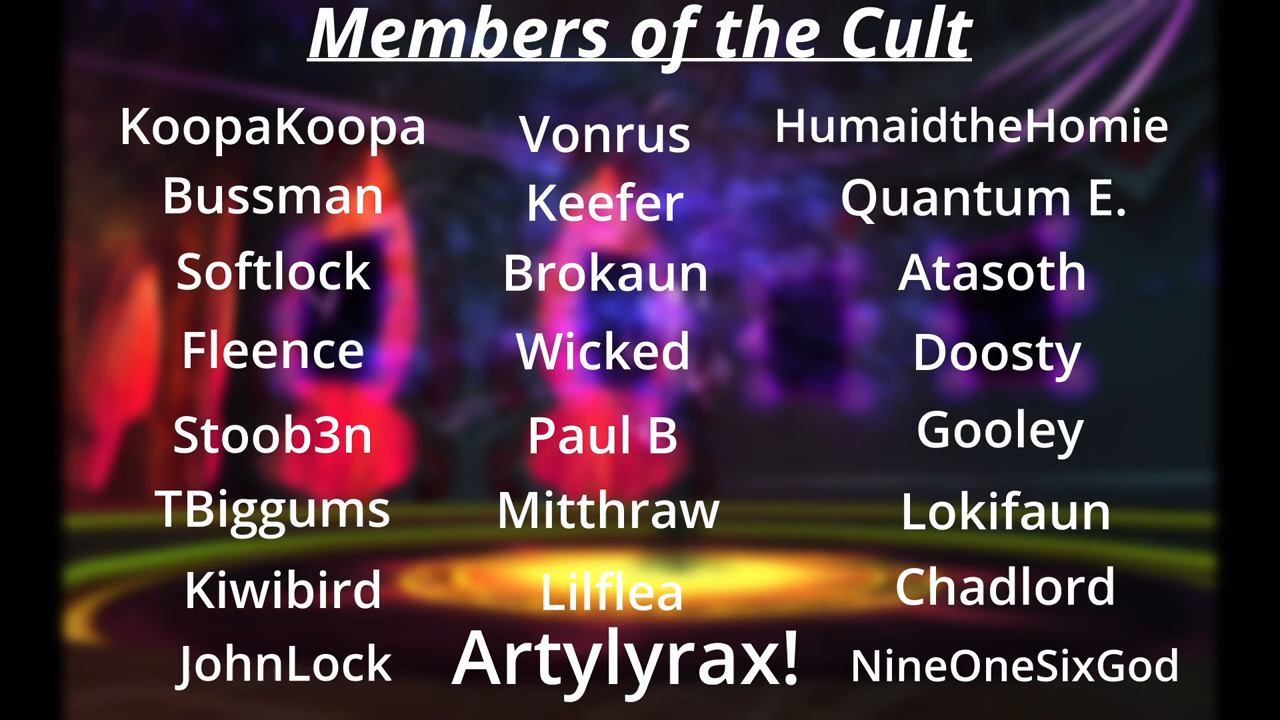 Members of the Cult
KoopaKoopa
Vonrus
HumaidtheHomie
Bussman
Keefer
Quantum E.
Softlock
Brokaun
Atasoth
Fleence
Wicked
Doosty
Stoob3n
Paul B
Gooley
TBiggums
Mitthraw
Lokifaun
Kiwibird
Lilflea
Chadlord
JohnLock
Artylyrax!
NineOneSixGod